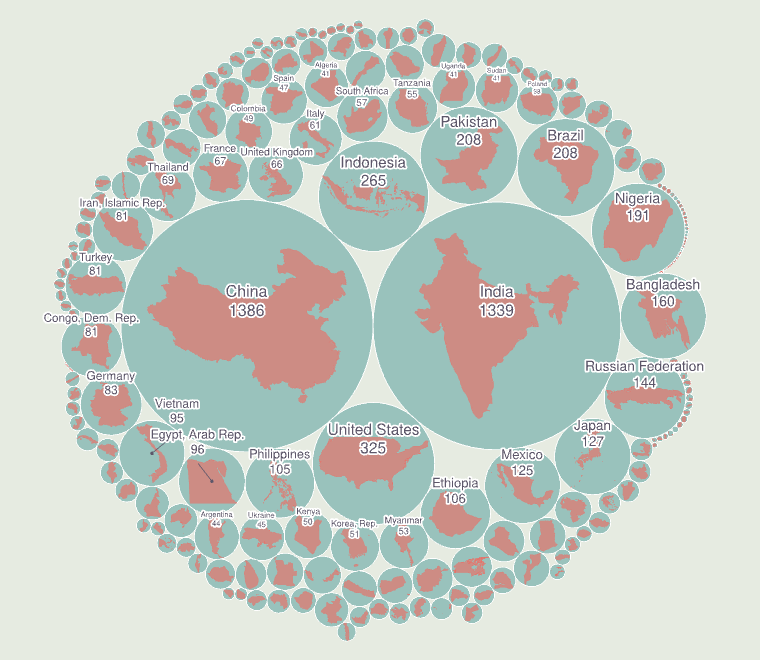 Algeria
41
Uganda
41
Sudan
41
Spain
47
South Africa
57
Tanzania
55
Poland
38
Colombia
49
Italy
61
Pakistan
208
Brazil
208
France
67
United Kingdom
66
Indonesia
265
Thailand
69
Nigeria
191
Iran, Islamic Rep.
81
Turkey
81
China
1386
India
1339
Bangladesh
160
Congo, Dem. Rep.
81
Germany
83
Russian Federation
144
Vietnam
95
Egypt, Arab Rep.
96
United States
325
Japan
127
Philippines
105
Mexico
125
Ethiopia
106
Argentina
44
Ukraine
45
Kenya
50
Korea, Rep.
51
Myanmar
53